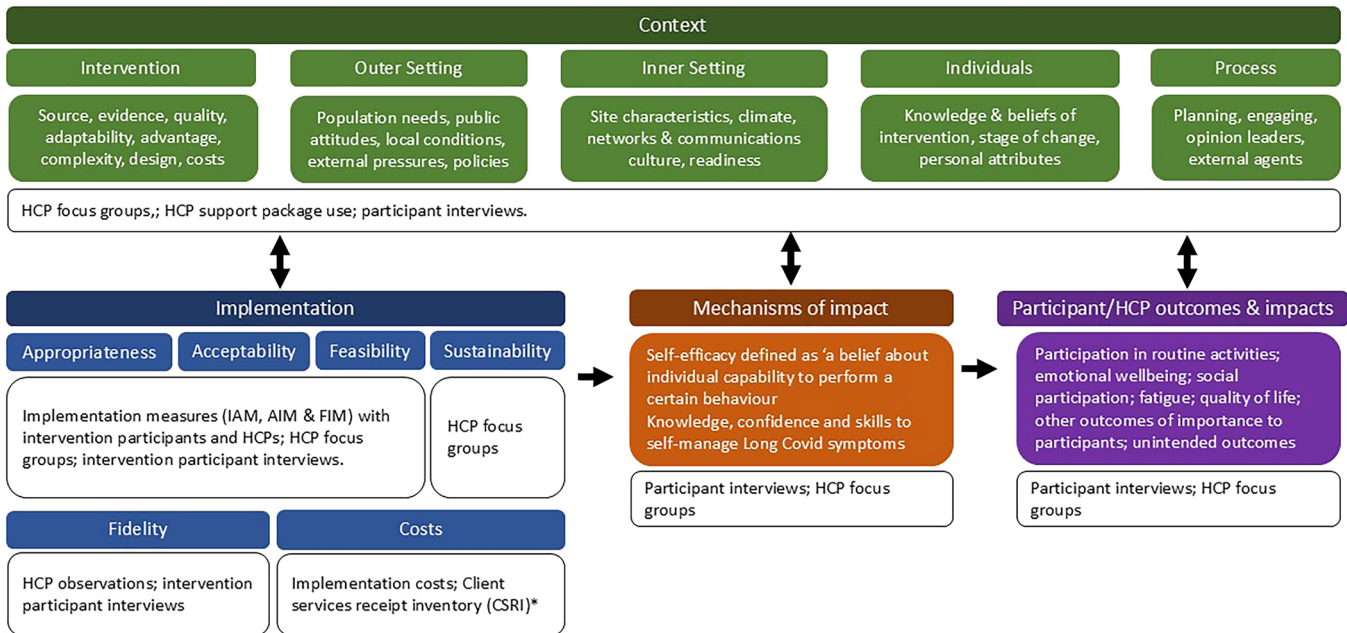 Context
Intervention
Outer Setting
Inner Setting
Individuals
Process
Source, evidence, quality,
adaptability, advantage,
complexity, design, costs
Population needs, public
attitudes, local conditions,
external pressures, policies
Site characteristics, climate,
networks & communications
culture, readiness
Knowledge & beliefs of
intervention, stage of change,
personal attributes
Planning, engaging,
opinion leaders,
external agents
HCP focus groups,; HCP support package use; participant interviews.
Implementation
Appropriateness
Acceptability
Feasibility
Sustainability
Implementation measures (IAM, AIM & FIM) with
intervention participants and HCPs; HCP focus
groups; intervention participant interviews.
HCP focus
groups
Fidelity
Costs
HCP observations; intervention
participant interviews
Implementation costs; Client
services receipt inventory (CSRI)*
Mechanisms of impact
Self-efficacy defined as ‘a belief about
individual capability to perform a
certain behaviour
Knowledge, confidence and skills to
self-manage Long Covid symptoms
Participant interviews; HCP focus
groups
Participant/HCP outcomes & impacts
Participation in routine activities;
emotional wellbeing; social
participation; fatigue; quality of life;
other outcomes of importance to
participants; unintended outcomes
Participant interviews; HCP focus
groups